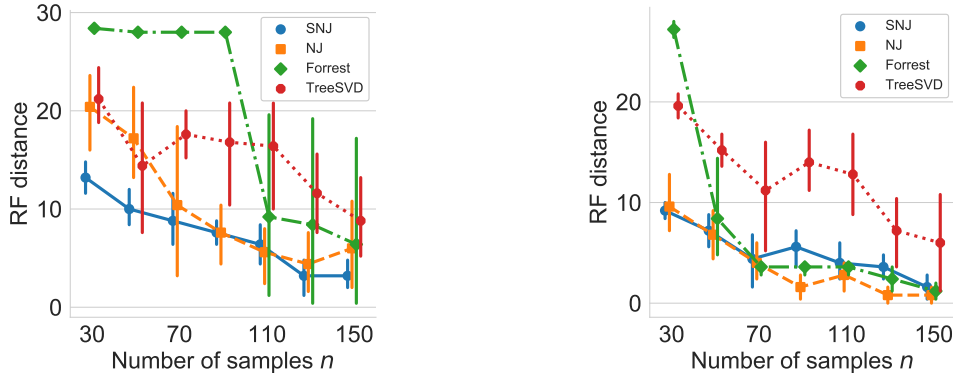 30
20
10
0
RF distance
30
70
110
150
Number of samples n
SNJ
NJ
Forrest
TreeSVD
20
10
0
RF distance
30
70
110
150
Number of samples n
SNJ
NJ
Forrest
TreeSVD